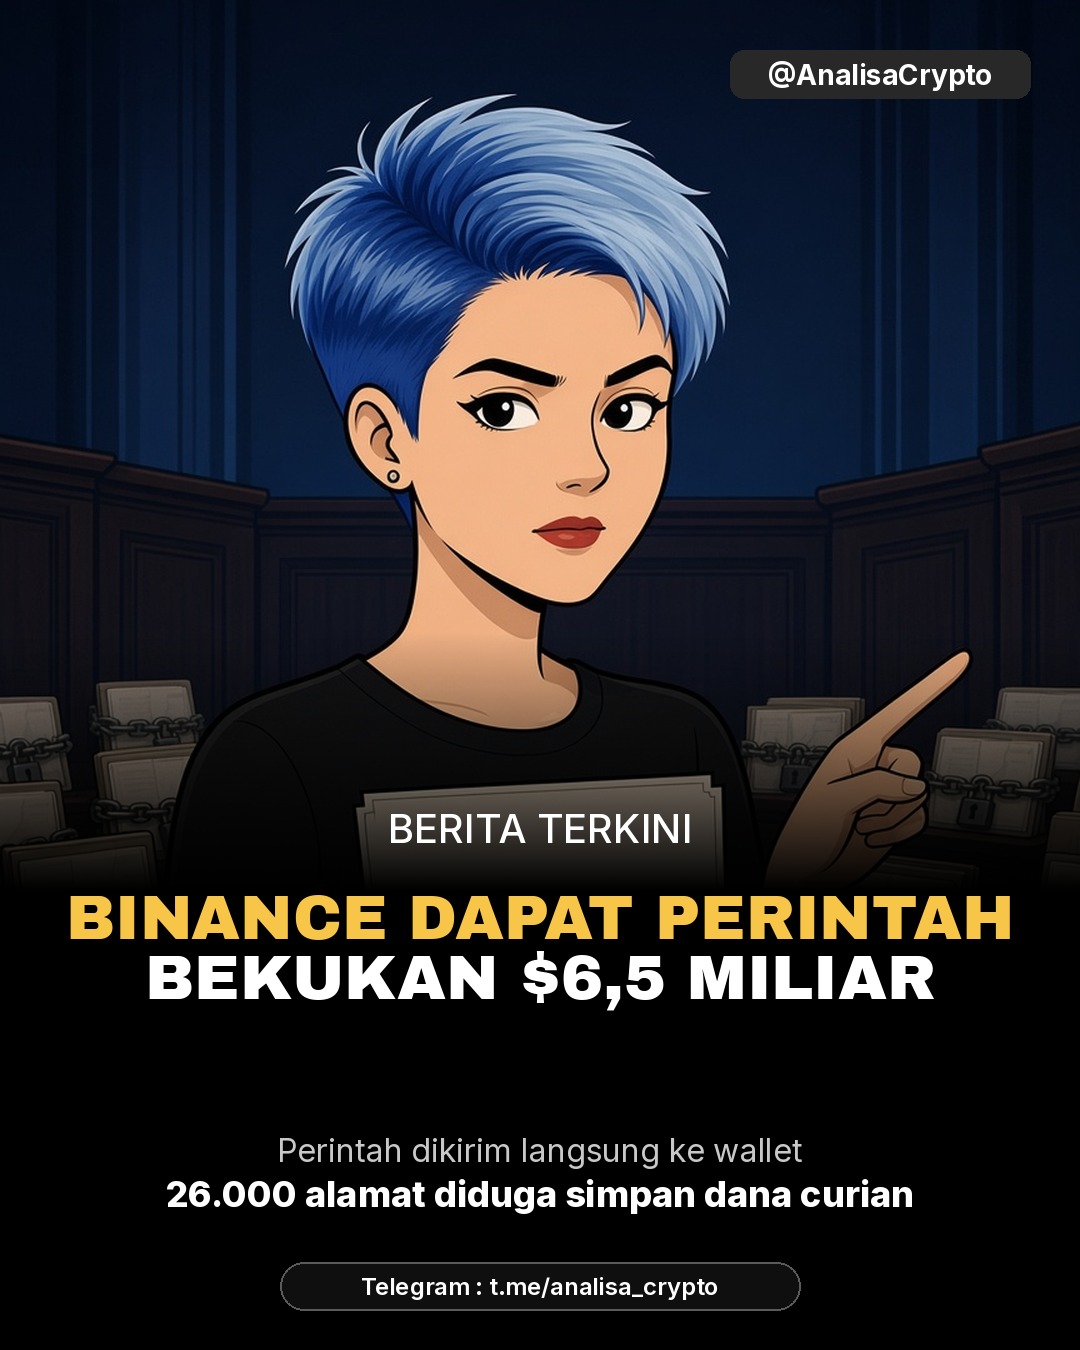 @AnalisaCrypto
BERITA TERKINI
BINANCE DAPAT PERINTAH
BEKUKAN $6,5 MILIAR
Perintah dikirim langsung ke wallet
26.000 alamat diduga simpan dana curian
Telegram : t.me/analisa_crypto